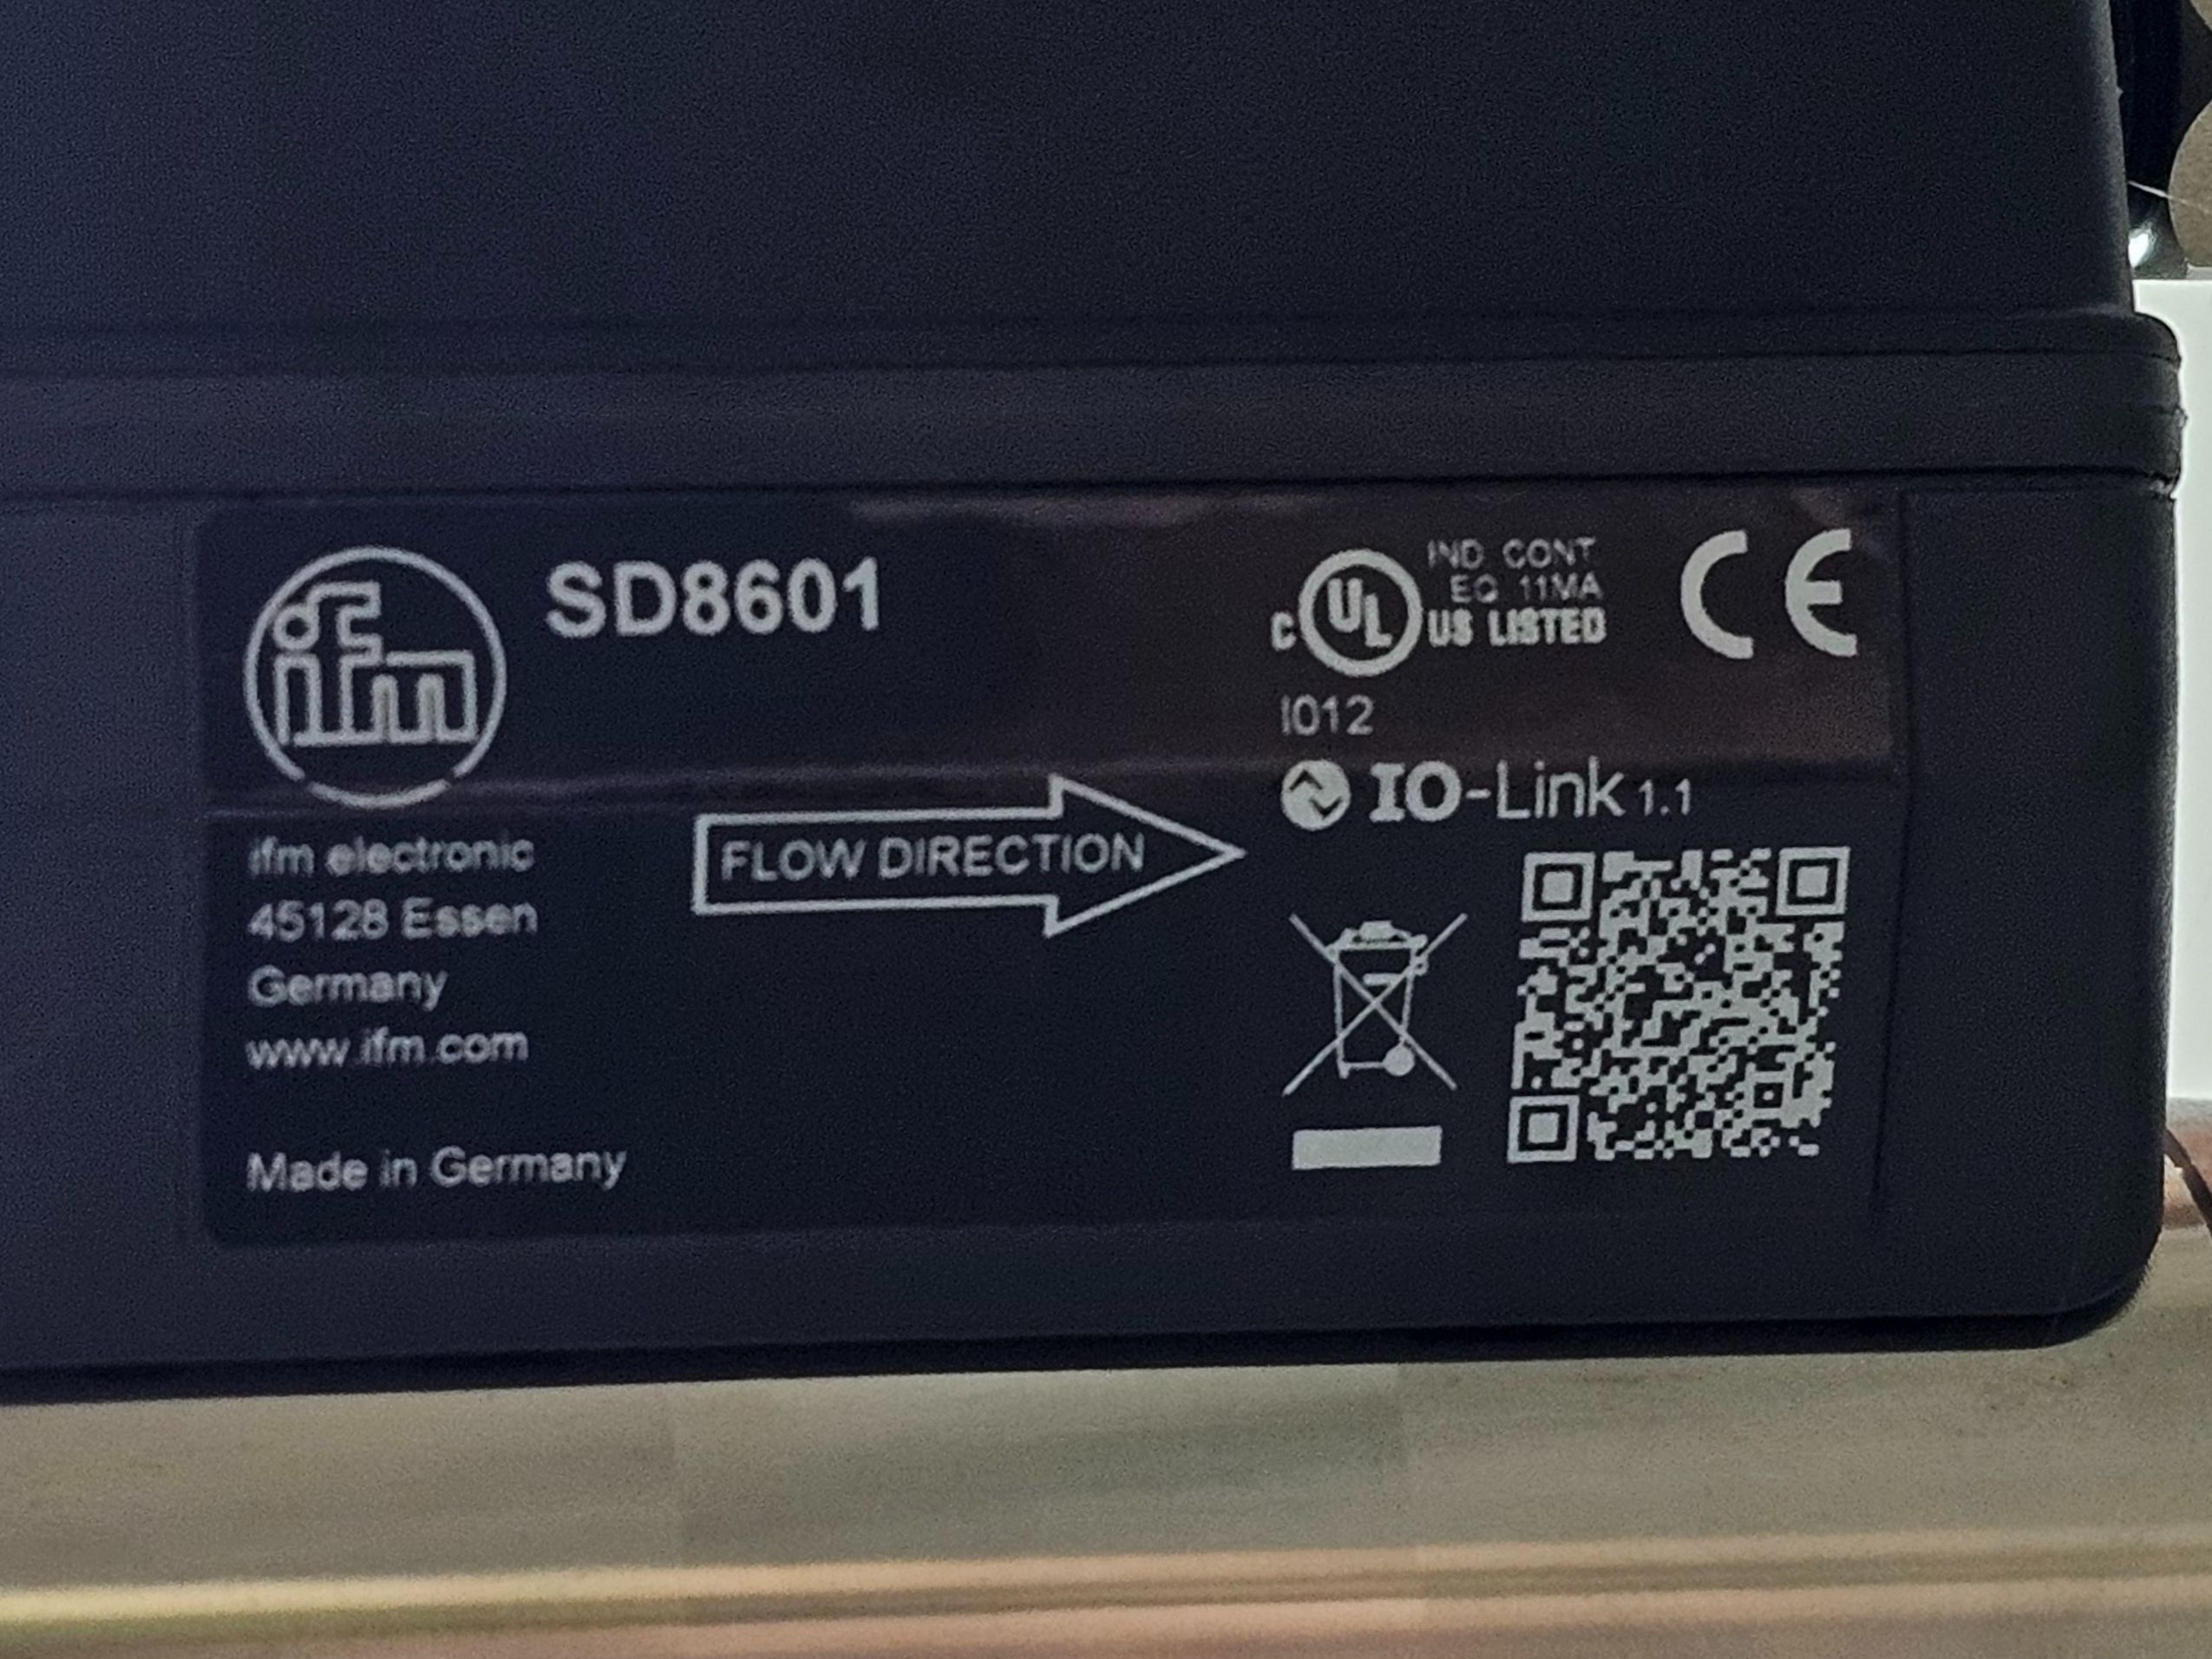 ifm
SD8601
c UL US LISTED
IND. CONT.
EQ. 11MA
CE
I012
IO-Link 1.1
FLOW DIRECTION
ifm electronic
45128 Essen
Germany
www.ifm.com
Made in Germany